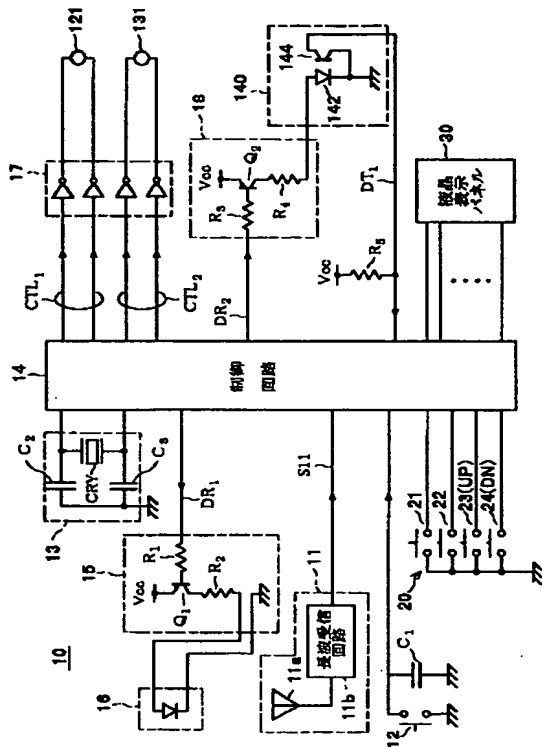 10
13
C2
CRY
C3
14
CTL1
CTL2
17
121
131
15
Vcc
R1
Q1
R2
DR1
16
18
Vcc
R3
Q2
R4
DR2
140
142
144
制御
回路
11
11a
11b
長波受信
回路
S11
Vcc
R5
DT1
12
C1
20
21
22
23(UP)
24(DN)
30
液晶
表示
パネル